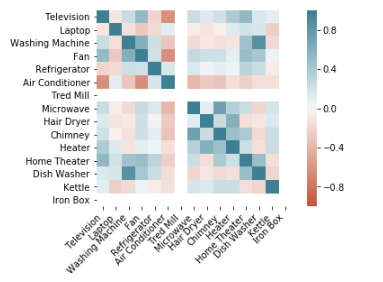 Television
Laptop
Washing Machine
Fan
Refrigerator
Air Conditioner
Tred Mill
Microwave
Hair Dryer
Chimney
Heater
Home Theater
Dish Washer
Kettle
Iron Box
0.8
0.4
0.0
−0.4
−0.8
Television
Laptop
Washing Machine
Fan
Refrigerator
Air Conditioner
Tred Mill
Microwave
Hair Dryer
Chimney
Heater
Home Theater
Dish Washer
Kettle
Iron Box